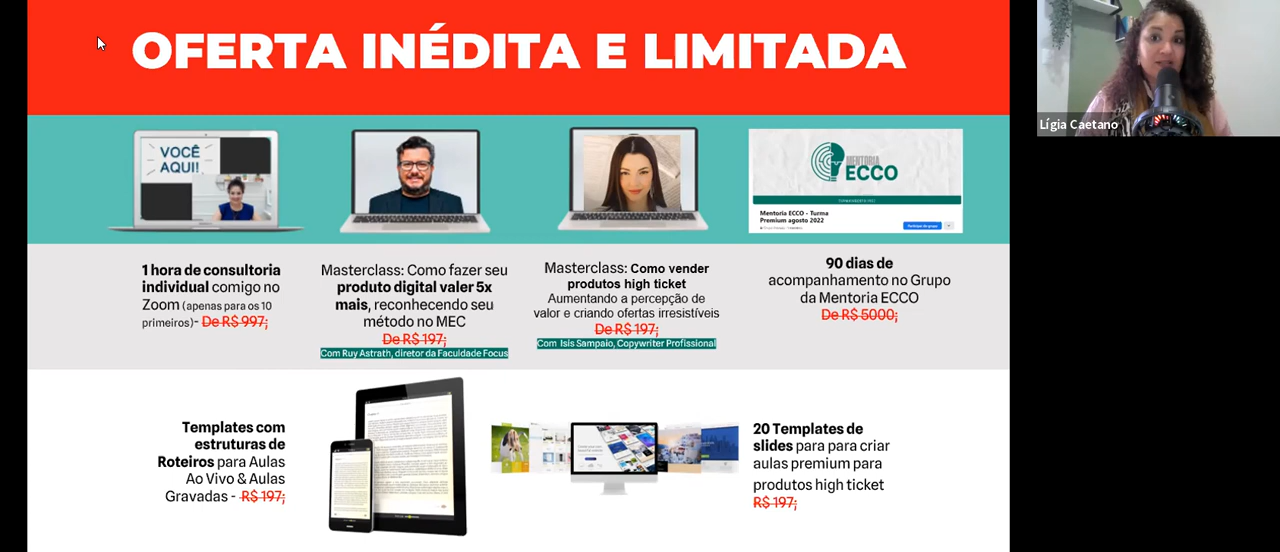 OFERTA INÉDITA E LIMITADA
Lígia Caetano
VOCÊ
AQUI!
MENTORIA
ECCO
Mentoria ECCO - Turma
Premium agosto 2022
Participar do grupo
1 hora de consultoria
individual comigo no
Zoom (apenas para os 10
primeiros)- De R$ 997;
Masterclass: Como fazer seu
produto digital valer 5x
mais, reconhecendo seu
método no MEC
De R$ 197;
Com Ruy Astrath, diretor da Faculdade Focus
Masterclass: Como vender
produtos high ticket
Aumentando a percepção de
valor e criando ofertas irresistíveis
De R$ 197;
Com Isis Sampaio, Copywriter Profissional
90 dias de
acompanhamento no Grupo
da Mentoria ECCO
De R$ 5000;
Templates com
estruturas de
Roteiros para Aulas
Ao Vivo & Aulas
Gravadas - R$ 197;
20 Templates de
slides para para criar
aulas premium para
produtos high ticket
R$ 197;